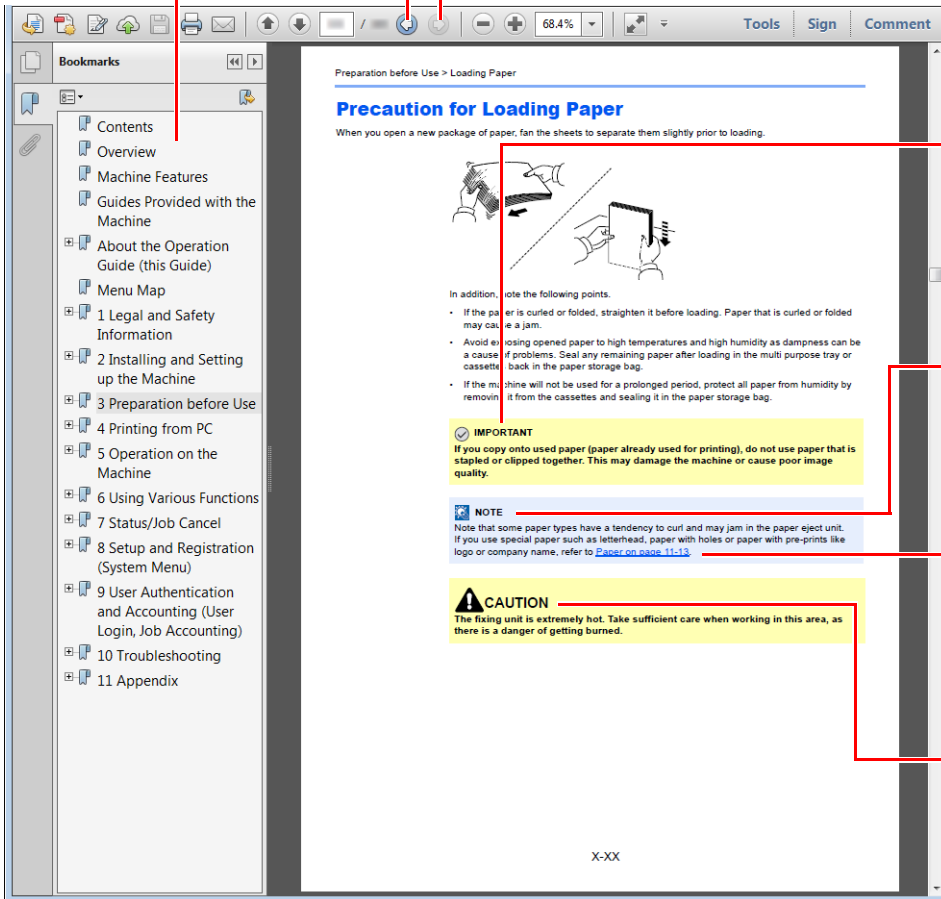 /
68.4%
Tools
Sign
Comment
Bookmarks
Contents
Overview
Machine Features
Guides Provided with the
Machine
About the Operation
Guide (this Guide)
Menu Map
1 Legal and Safety
Information
2 Installing and Setting
up the Machine
3 Preparation before Use
4 Printing from PC
5 Operation on the
Machine
6 Using Various Functions
7 Status/Job Cancel
8 Setup and Registration
(System Menu)
9 User Authentication
and Accounting (User
Login, Job Accounting)
10 Troubleshooting
11 Appendix
Preparation before Use > Loading Paper
Precaution for Loading Paper
When you open a new package of paper, fan the sheets to separate them slightly prior to loading.
In addition, note the following points.
• If the paper is curled or folded, straighten it before loading. Paper that is curled or folded
may cause a jam.
• Avoid exposing opened paper to high temperatures and high humidity as dampness can be
a cause of problems. Seal any remaining paper after loading in the multi purpose tray or
cassettes back in the paper storage bag.
• If the machine will not be used for a prolonged period, protect all paper from humidity by
removing it from the cassettes and sealing it in the paper storage bag.
IMPORTANT
If you copy onto used paper (paper already used for printing), do not use paper that is
stapled or clipped together. This may damage the machine or cause poor image
quality.
NOTE
Note that some paper types have a tendency to curl and may jam in the paper eject unit.
If you use special paper such as letterhead, paper with holes or paper with pre-prints like
logo or company name, refer to Paper on page 11-13.
CAUTION
The fixing unit is extremely hot. Take sufficient care when working in this area, as
there is a danger of getting burned.
X-XX